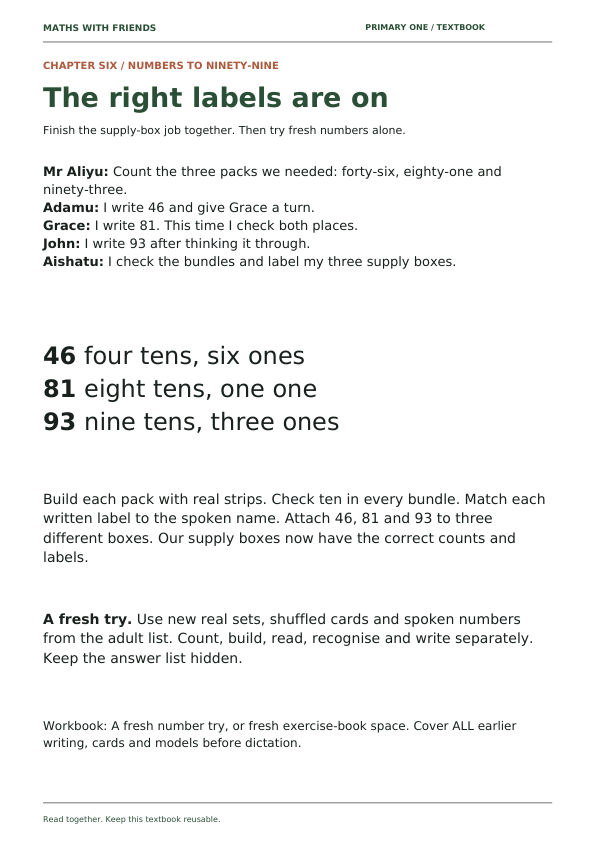 MATHS WITH FRIENDS
PRIMARY ONE / TEXTBOOK
CHAPTER SIX / NUMBERS TO NINETY-NINE
The right labels are on
Finish the supply-box job together. Then try fresh numbers alone.
Mr Aliyu: Count the three packs we needed: forty-six, eighty-one and
ninety-three.
Adamu: I write 46 and give Grace a turn.
Grace: I write 81. This time I check both places.
John: I write 93 after thinking it through.
Aishatu: I check the bundles and label my three supply boxes.
46 four tens, six ones
81 eight tens, one one
93 nine tens, three ones
Build each pack with real strips. Check ten in every bundle. Match each
written label to the spoken name. Attach 46, 81 and 93 to three
different boxes. Our supply boxes now have the correct counts and
labels.
A fresh try. Use new real sets, shuffled cards and spoken numbers
from the adult list. Count, build, read, recognise and write separately.
Keep the answer list hidden.
Workbook: A fresh number try, or fresh exercise-book space. Cover ALL earlier
writing, cards and models before dictation.
Read together. Keep this textbook reusable.